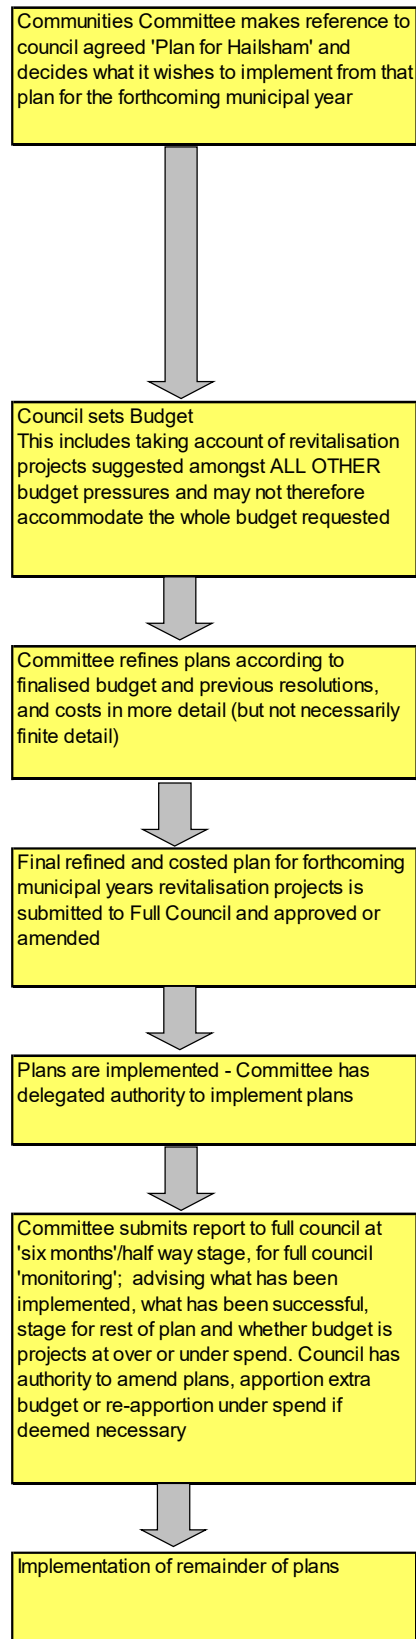 Communities Committee makes reference to
council agreed 'Plan for Hailsham' and
decides what it wishes to implement from that
plan for the forthcoming municipal year
Council sets Budget
This includes taking account of revitalisation
projects suggested amongst ALL OTHER
budget pressures and may not therefore
accommodate the whole budget requested
Committee refines plans according to
finalised budget and previous resolutions,
and costs in more detail (but not necessarily
finite detail)
Final refined and costed plan for forthcoming
municipal years revitalisation projects is
submitted to Full Council and approved or
amended
Plans are implemented - Committee has
delegated authority to implement plans
Committee submits report to full council at
'six months'/half way stage, for full council
'monitoring';  advising what has been
implemented, what has been successful,
stage for rest of plan and whether budget is
projects at over or under spend. Council has
authority to amend plans, apportion extra
budget or re-apportion under spend if
deemed necessary
Implementation of remainder of plans